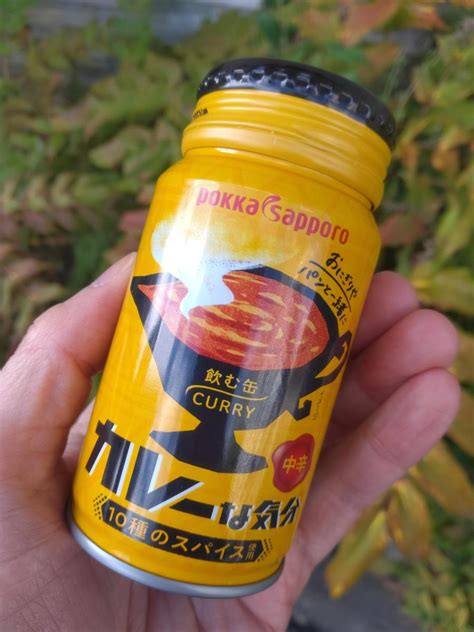 pokka sapporo
おにぎりや
パンと一緒に
飲む缶
CURRY
中辛
カレーな気分
10種のスパイス使用